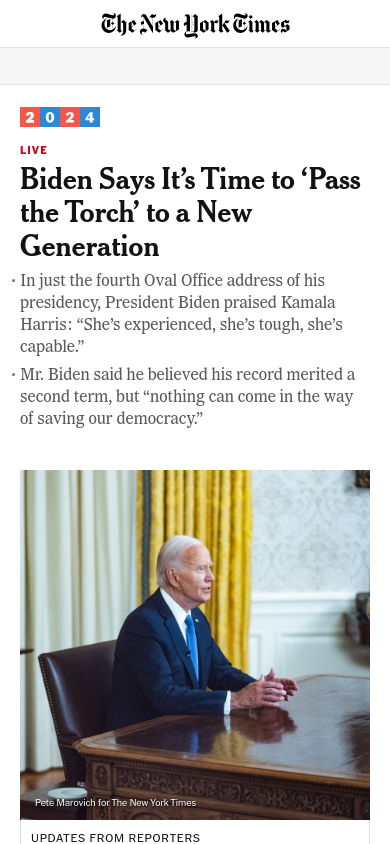 The New York Times
2024
LIVE
Biden Says It’s Time to ‘Pass
the Torch’ to a New
Generation
· In just the fourth Oval Office address of his
presidency, President Biden praised Kamala
Harris: “She’s experienced, she’s tough, she’s
capable.”
· Mr. Biden said he believed his record merited a
second term, but “nothing can come in the way
of saving our democracy.”
Pete Marovich for The New York Times
UPDATES FROM REPORTERS